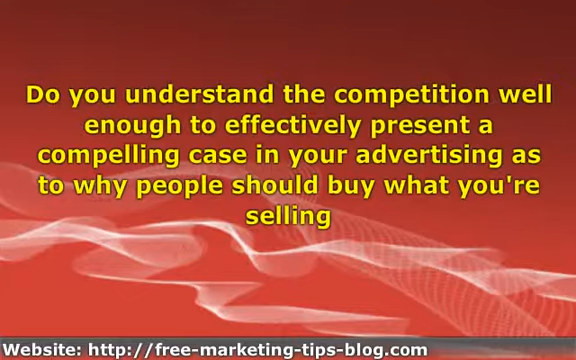 Do you understand the competition well
enough to effectively present a
compelling case in your advertising as
to why people should buy what you're
selling
Website: http://free-marketing-tips-blog.com